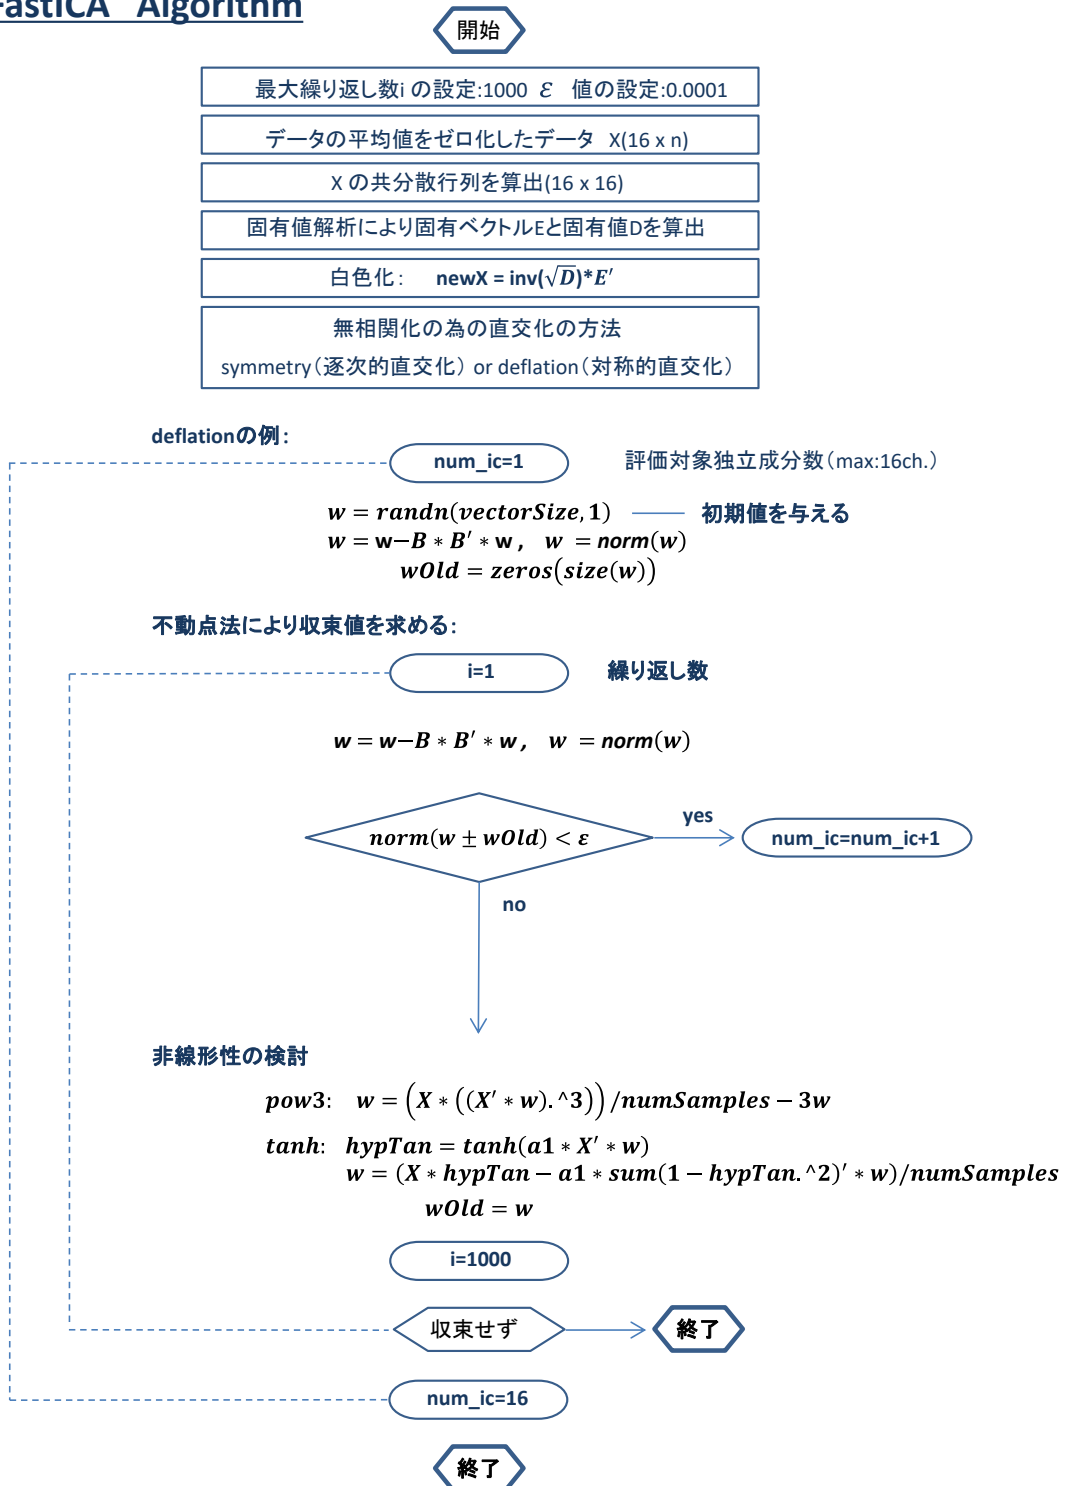 FastICA Algorithm
開始
最大繰り返し数i の設定:1000 ε 値の設定:0.0001
データの平均値をゼロ化したデータ X(16 x n)
X の共分散行列を算出(16 x 16)
固有値解析により固有ベクトルEと固有値Dを算出
白色化： newX = inv(√D)*E′
無相関化の為の直交化の方法
symmetry（逐次的直交化） or deflation（対称的直交化）
deflationの例：
num_ic=1 評価対象独立成分数（max:16ch.）
w = randn(vectorSize, 1) 初期値を与える
w = w−B ∗ B′ ∗ w , w = norm(w)
wOld = zeros(size(w))
不動点法により収束値を求める：
i=1 繰り返し数
w = w−B ∗ B′ ∗ w , w = norm(w)
norm(w ± wOld) < ε yes num_ic=num_ic+1
no
非線形性の検討
pow3: w = (X ∗ ((X′ ∗ w). ^3))/numSamples − 3w
tanh: hypTan = tanh(a1 ∗ X′ ∗ w)
w = (X ∗ hypTan − a1 ∗ sum(1 − hypTan. ^2)′ ∗ w)/numSamples
wOld = w
i=1000
収束せず 終了
num_ic=16
終了